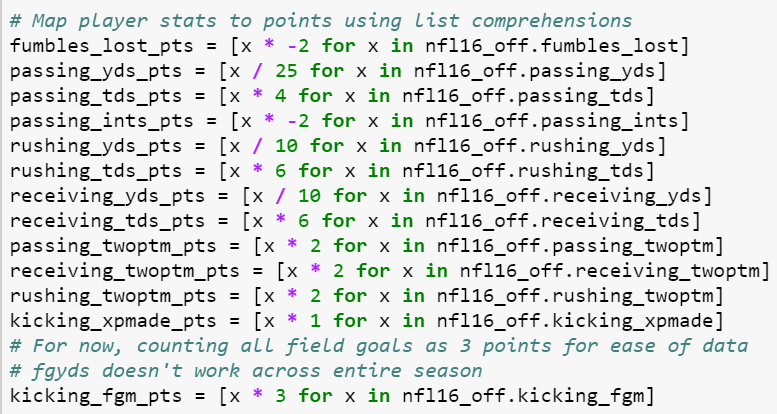 # Map player stats to points using list comprehensions
fumbles_lost_pts = [x * -2 for x in nfl16_off.fumbles_lost]
passing_yds_pts = [x / 25 for x in nfl16_off.passing_yds]
passing_tds_pts = [x * 4 for x in nfl16_off.passing_tds]
passing_ints_pts = [x * -2 for x in nfl16_off.passing_ints]
rushing_yds_pts = [x / 10 for x in nfl16_off.rushing_yds]
rushing_tds_pts = [x * 6 for x in nfl16_off.rushing_tds]
receiving_yds_pts = [x / 10 for x in nfl16_off.receiving_yds]
receiving_tds_pts = [x * 6 for x in nfl16_off.receiving_tds]
passing_twoptm_pts = [x * 2 for x in nfl16_off.passing_twoptm]
receiving_twoptm_pts = [x * 2 for x in nfl16_off.receiving_twoptm]
rushing_twoptm_pts = [x * 2 for x in nfl16_off.rushing_twoptm]
kicking_xpmade_pts = [x * 1 for x in nfl16_off.kicking_xpmade]
# For now, counting all field goals as 3 points for ease of data
# fgyds doesn't work across entire season
kicking_fgm_pts = [x * 3 for x in nfl16_off.kicking_fgm]